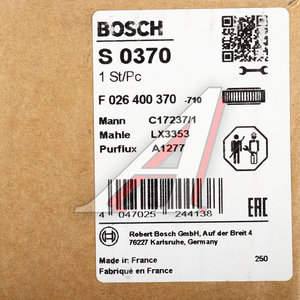 BOSCH
S 0370
1 St/Pc
F 026 400 370 -710
Mann C17237/1
Mahle LX3353
Purflux A1277
4 047025 244138
EAC
Robert Bosch GmbH, Auf der Breit 4
76227 Karlsruhe, Germany
BOSCH
Made in France 250
Fabriqué en France